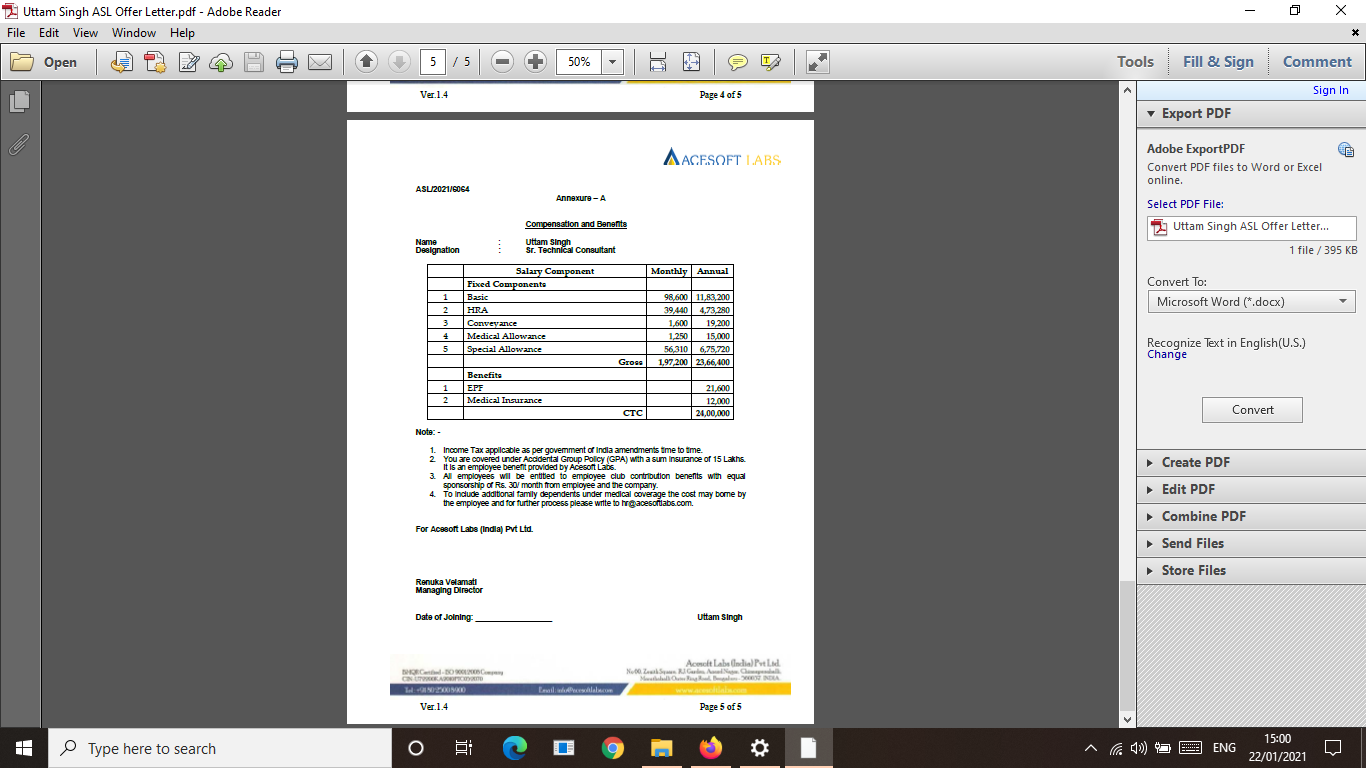 Uttam Singh ASL Offer Letter.pdf - Adobe Reader
File Edit View Window Help
Open 5 / 5 50% Tools Fill & Sign Comment
Ver.1.4 Page 4 of 5
Sign In
Export PDF
Adobe ExportPDF
Convert PDF files to Word or Excel
online.
Select PDF File:
Uttam Singh ASL Offer Letter...
1 file / 395 KB
Convert To:
Microsoft Word (*.docx)
Recognize Text in English(U.S.)
Change
Convert
Create PDF
Edit PDF
Combine PDF
Send Files
Store Files
ACESOFT LABS
ASL/2021/6064
Annexure – A
Compensation and Benefits
Name : Uttam Singh
Designation : Sr. Technical Consultant
Salary Component Monthly Annual
Fixed Components
1 Basic 98,600 11,83,200
2 HRA 39,440 4,73,280
3 Conveyance 1,600 19,200
4 Medical Allowance 1,250 15,000
5 Special Allowance 56,310 6,75,720
Gross 1,97,200 23,66,400
Benefits
1 EPF 21,600
2 Medical Insurance 12,000
CTC 24,00,000
Note: -
1. Income Tax applicable as per government of India amendments time to time.
2. You are covered under Accidental Group Policy (GPA) with a sum insurance of 15 Lakhs.
It is an employee benefit provided by Acesoft Labs.
3. All employees will be entitled to employee club contribution benefits with equal
sponsorship of Rs. 30/ month from employee and the company.
4. To include additional family dependents under medical coverage the cost may borne by
the employee and for further process please write to hr@acesoftlabs.com.
For Acesoft Labs (India) Pvt Ltd.
Renuka Velamati
Managing Director
Date of Joining: Uttam Singh
Acesoft Labs (India) Pvt Ltd.
Email: info@acesoftlabs.com www.acesoftlabs.com
Ver.1.4 Page 5 of 5
Type here to search
ENG
15:00
22/01/2021